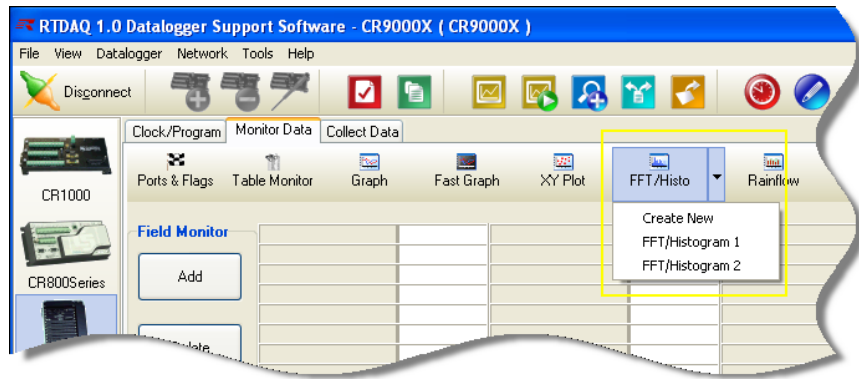 RTDAQ 1.0 Datalogger Support Software - CR9000X ( CR9000X )
File View Datalogger Network Tools Help
Disconnect
Clock/Program Monitor Data Collect Data
Ports & Flags Table Monitor Graph Fast Graph XY Plot FFT/Histo Rainflow
CR1000
Create New
Field Monitor
FFT/Histogram 1
FFT/Histogram 2
Add
CR800Series